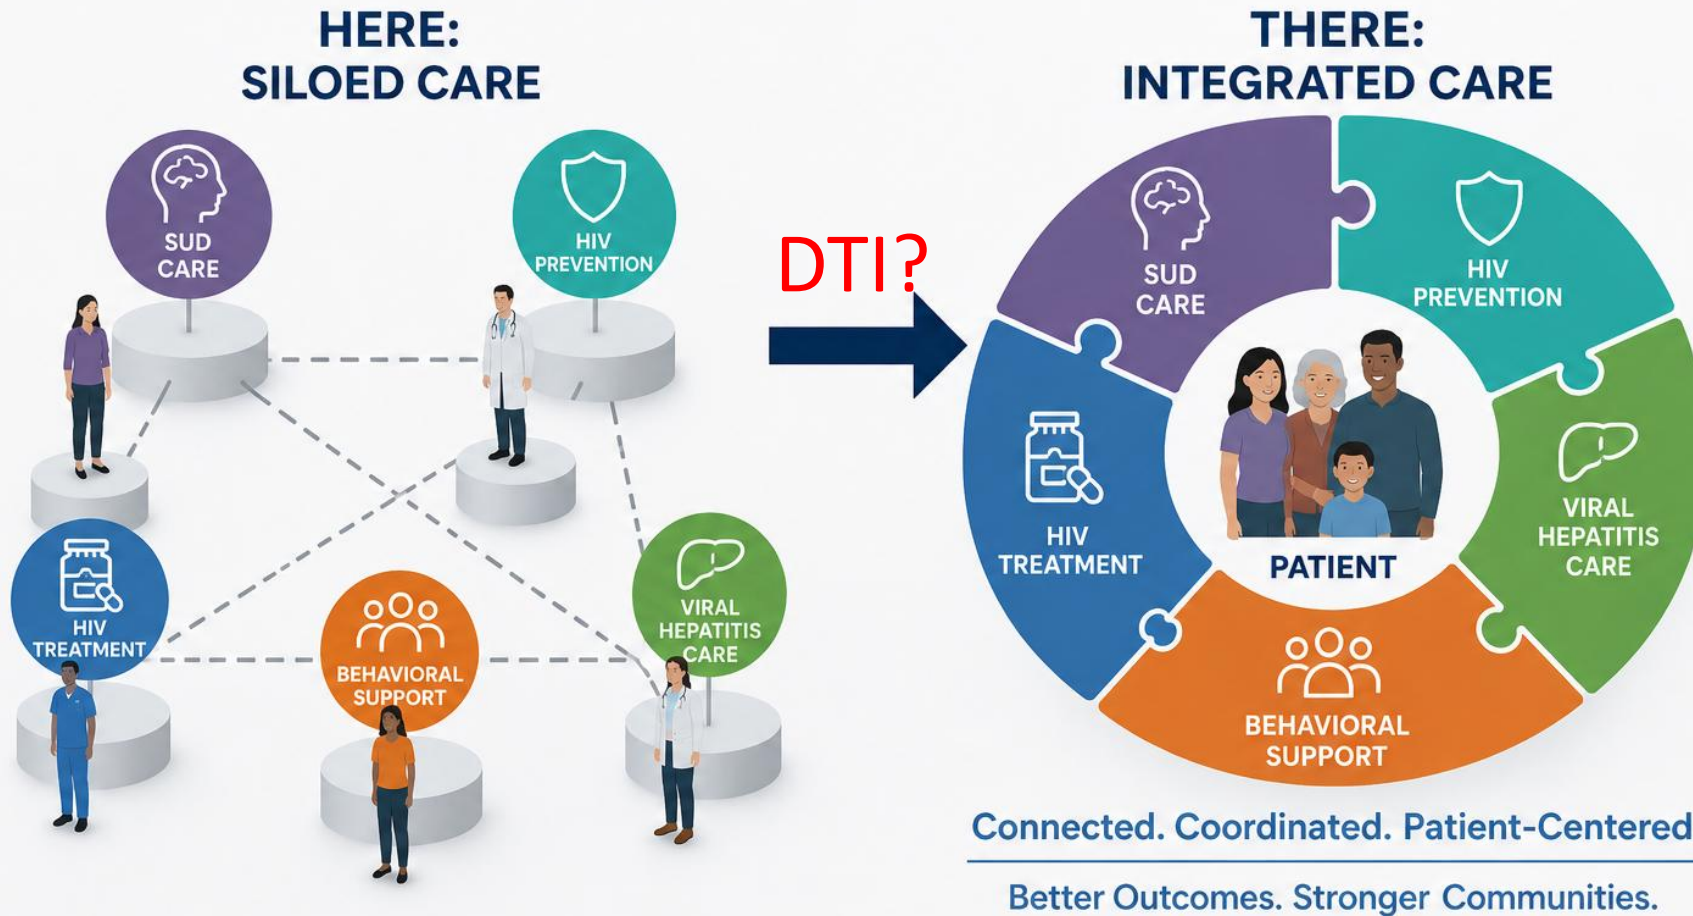 HERE:
SILOED CARE
SUD
CARE
HIV
PREVENTION
HIV
TREATMENT
BEHAVIORAL
SUPPORT
VIRAL
HEPATITIS
CARE
DTI?
THERE:
INTEGRATED CARE
SUD
CARE
HIV
PREVENTION
HIV
TREATMENT
VIRAL
HEPATITIS
CARE
PATIENT
BEHAVIORAL
SUPPORT
Connected. Coordinated. Patient-Centered
Better Outcomes. Stronger Communities.